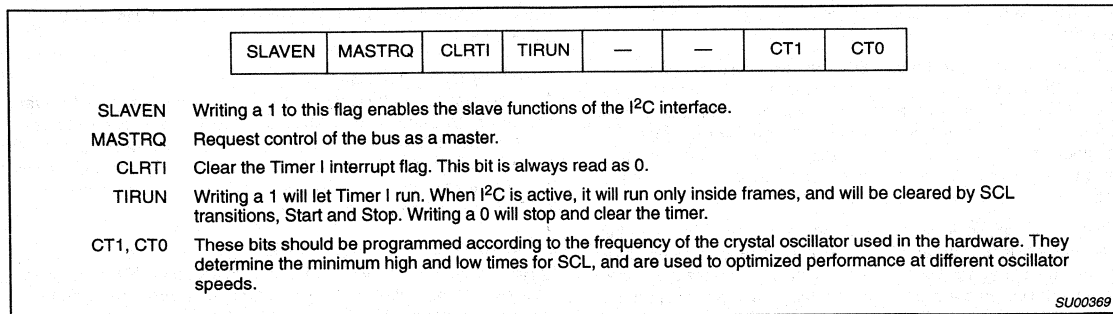 SLAVEN MASTRQ CLRTI TIRUN — — CT1 CT0
SLAVEN Writing a 1 to this flag enables the slave functions of the I²C interface.
MASTRQ Request control of the bus as a master.
CLRTI Clear the Timer I interrupt flag. This bit is always read as 0.
TIRUN Writing a 1 will let Timer I run. When I²C is active, it will run only inside frames, and will be cleared by SCL
transitions, Start and Stop. Writing a 0 will stop and clear the timer.
CT1, CT0 These bits should be programmed according to the frequency of the crystal oscillator used in the hardware. They
determine the minimum high and low times for SCL, and are used to optimized performance at different oscillator
speeds.
SU00369